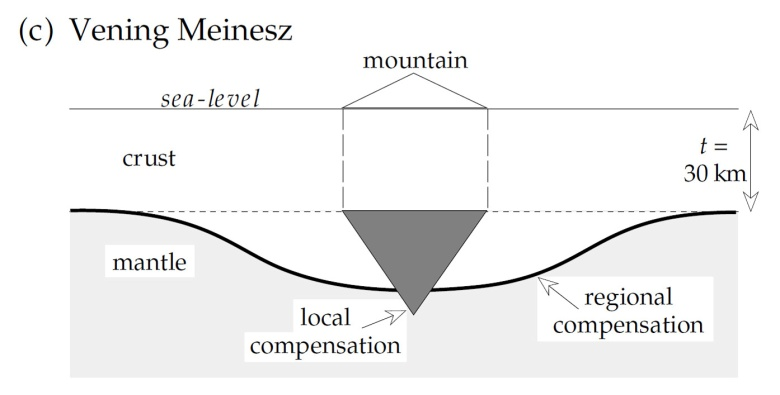 (c) Vening Meinesz
mountain
sea-level
crust
t =
30 km
mantle
local
compensation
regional
compensation